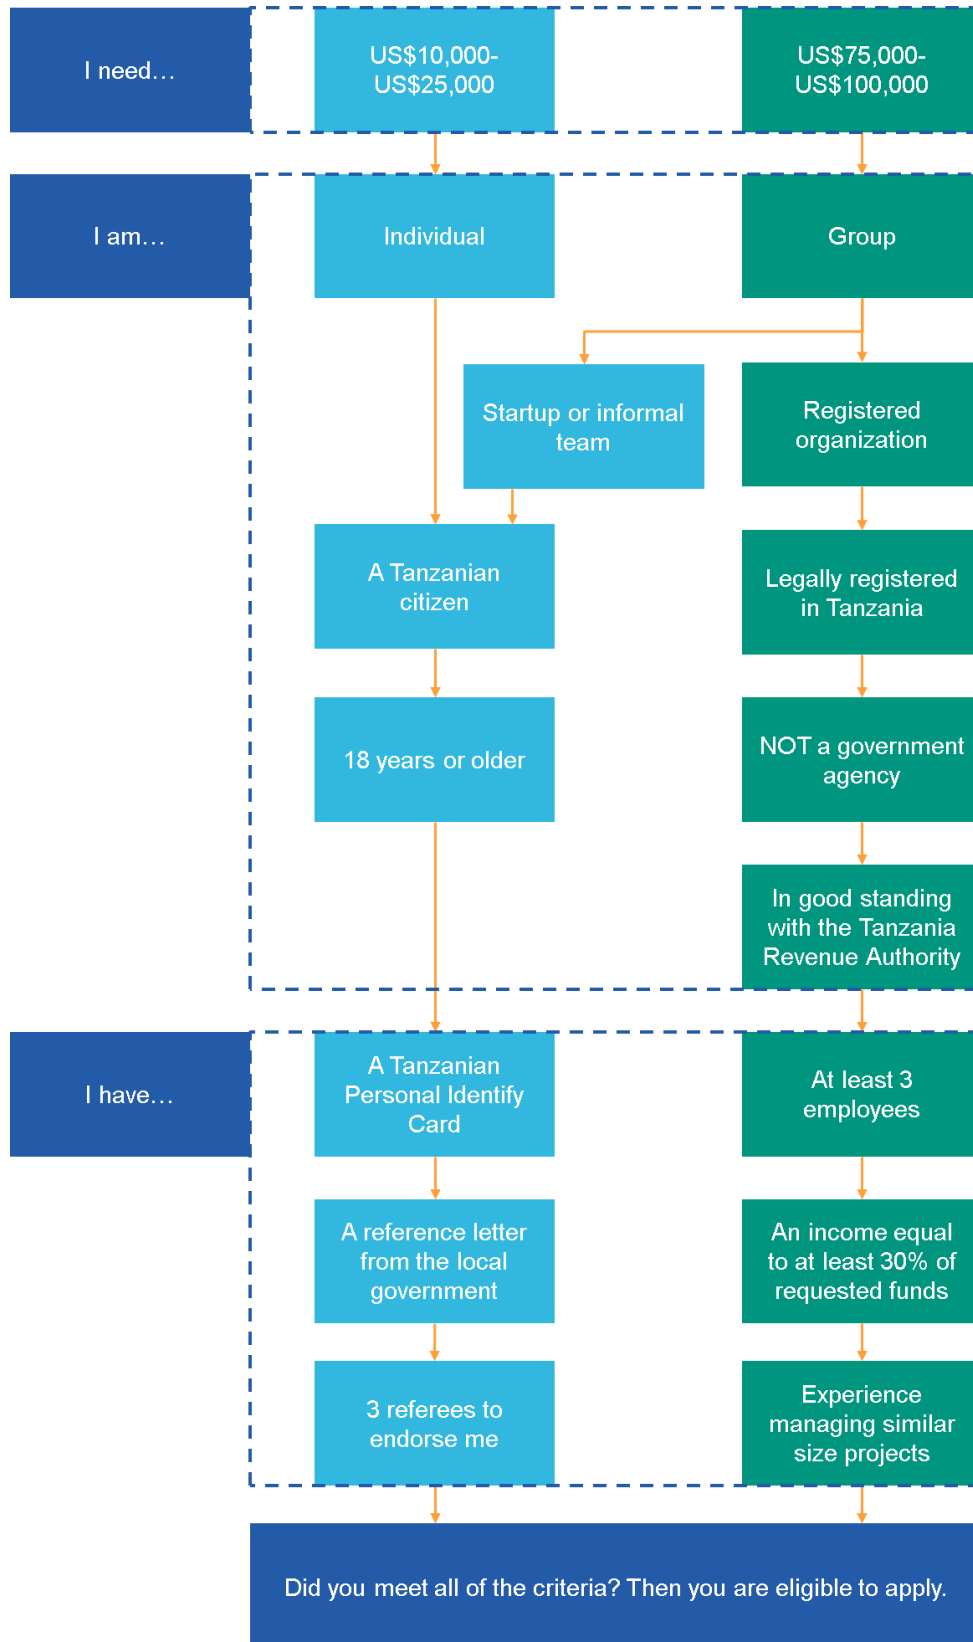 I need…
US$10,000-
US$25,000
US$75,000-
US$100,000
I am…
Individual
Group
Startup or informal
team
Registered
organization
A Tanzanian
citizen
Legally registered
in Tanzania
18 years or older
NOT a government
agency
In good standing
with the Tanzania
Revenue Authority
I have…
A Tanzanian
Personal Identify
Card
At least 3
employees
A reference letter
from the local
government
An income equal
to at least 30% of
requested funds
3 referees to
endorse me
Experience
managing similar
size projects
Did you meet all of the criteria? Then you are eligible to apply.